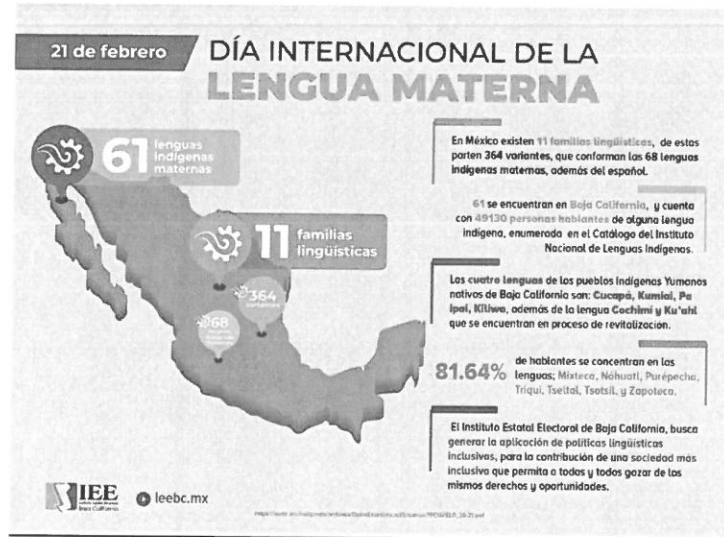 21 de febrero
DÍA INTERNACIONAL DE LA
LENGUA MATERNA
61 lenguas
indígenas
maternas
11 familias
lingüísticas
364
68
En México existen 11 familias lingüísticas, de estas
parten 364 variantes, que conforman las 68 lenguas
indígenas maternas, además del español.
61 se encuentran en Baja California, y cuenta
con 49130 personas hablantes de alguna lengua
indígena, enumerada en el Catálogo del Instituto
Nacional de Lenguas Indígenas.
Las cuatro lenguas de los pueblos indígenas Yumanos
nativos de Baja California son: Cucapá, Kumiai, Pa
ipai, Kiliwa, además de la lengua Cochimí y Ku'ahl
que se encuentran en proceso de revitalización.
81.64% de hablantes se concentran en las
lenguas; Mixteco, Náhuatl, Purépecha,
Triqui, Tseltal, Tsotsil, y Zapoteco.
El Instituto Estatal Electoral de Baja California, busca
generar la aplicación de políticas lingüísticas
inclusivas, para la contribución de una sociedad más
inclusiva que permita a todas y todos gozar de los
mismos derechos y oportunidades.
IEE
Baja California
ieebc.mx